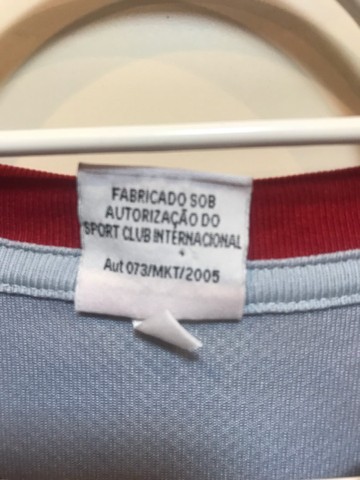 FABRICADO SOB
AUTORIZAÇÃO DO
SPORT CLUB INTERNACIONAL
Aut 073/MKT/2005